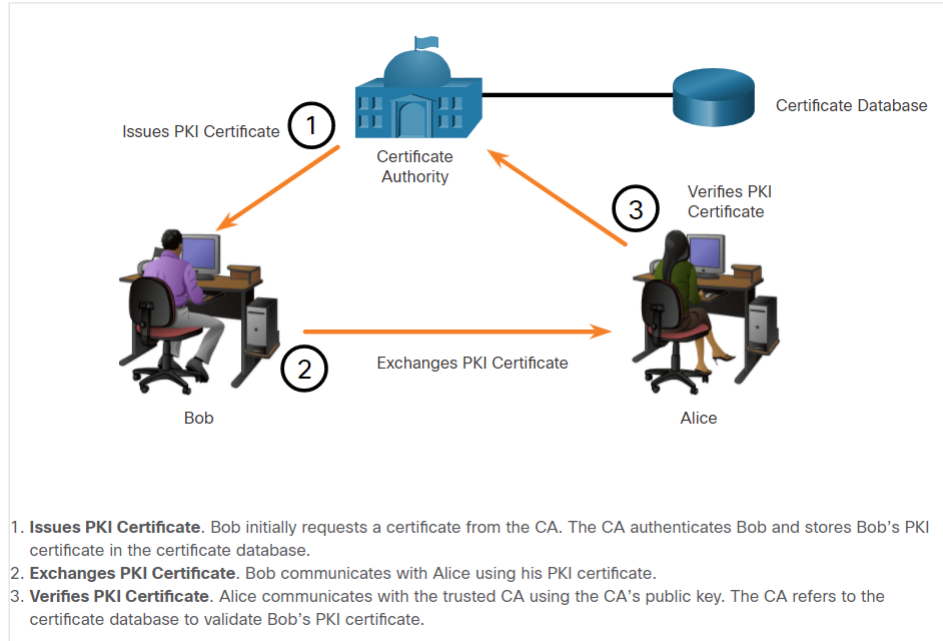 Issues PKI Certificate
1
Certificate
Authority
Certificate Database
3
Verifies PKI
Certificate
2
Exchanges PKI Certificate
Bob
Alice
1. Issues PKI Certificate. Bob initially requests a certificate from the CA. The CA authenticates Bob and stores Bob's PKI
certificate in the certificate database.
2. Exchanges PKI Certificate. Bob communicates with Alice using his PKI certificate.
3. Verifies PKI Certificate. Alice communicates with the trusted CA using the CA's public key. The CA refers to the
certificate database to validate Bob's PKI certificate.